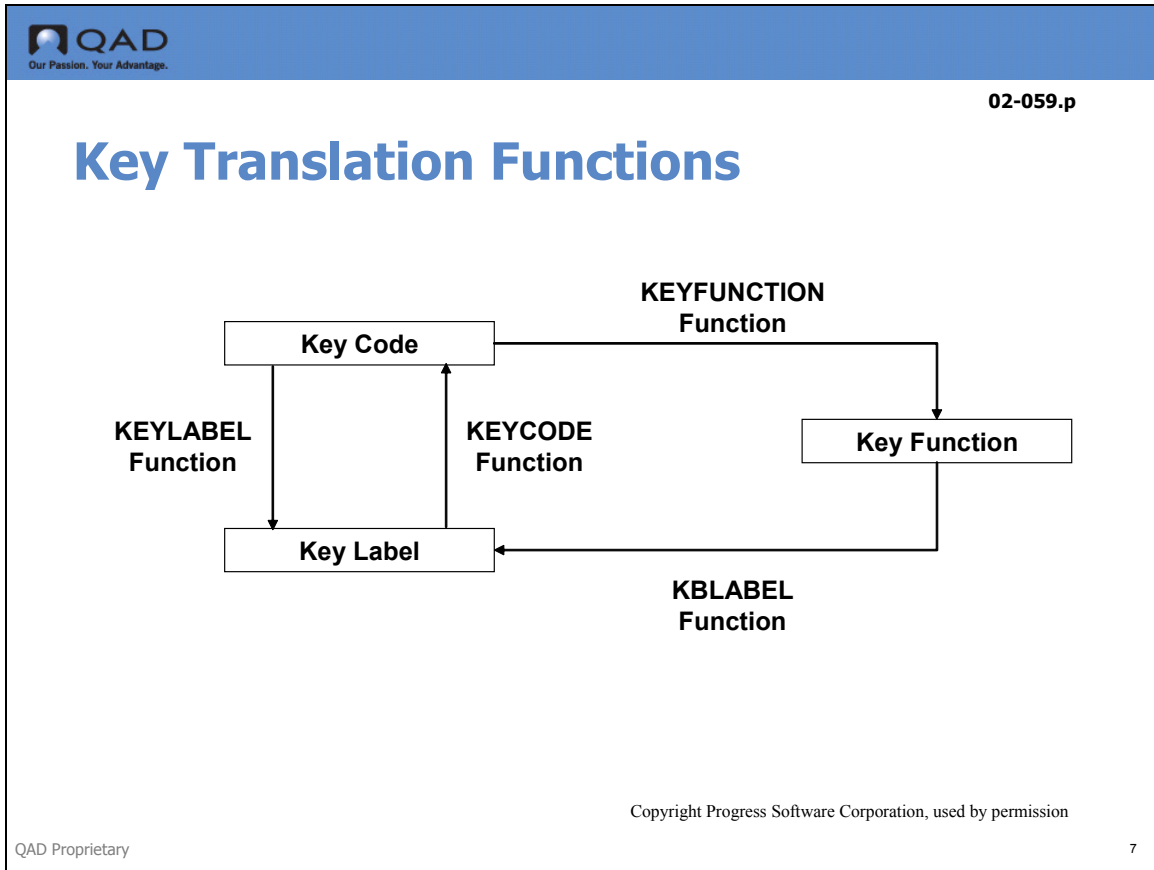 QAD
Our Passion. Your Advantage.
02-059.p
Key Translation Functions
KEYFUNCTION
Function
Key Code
KEYLABEL
Function
KEYCODE
Function
Key Function
Key Label
KBLABEL
Function
Copyright Progress Software Corporation, used by permission
QAD Proprietary
7